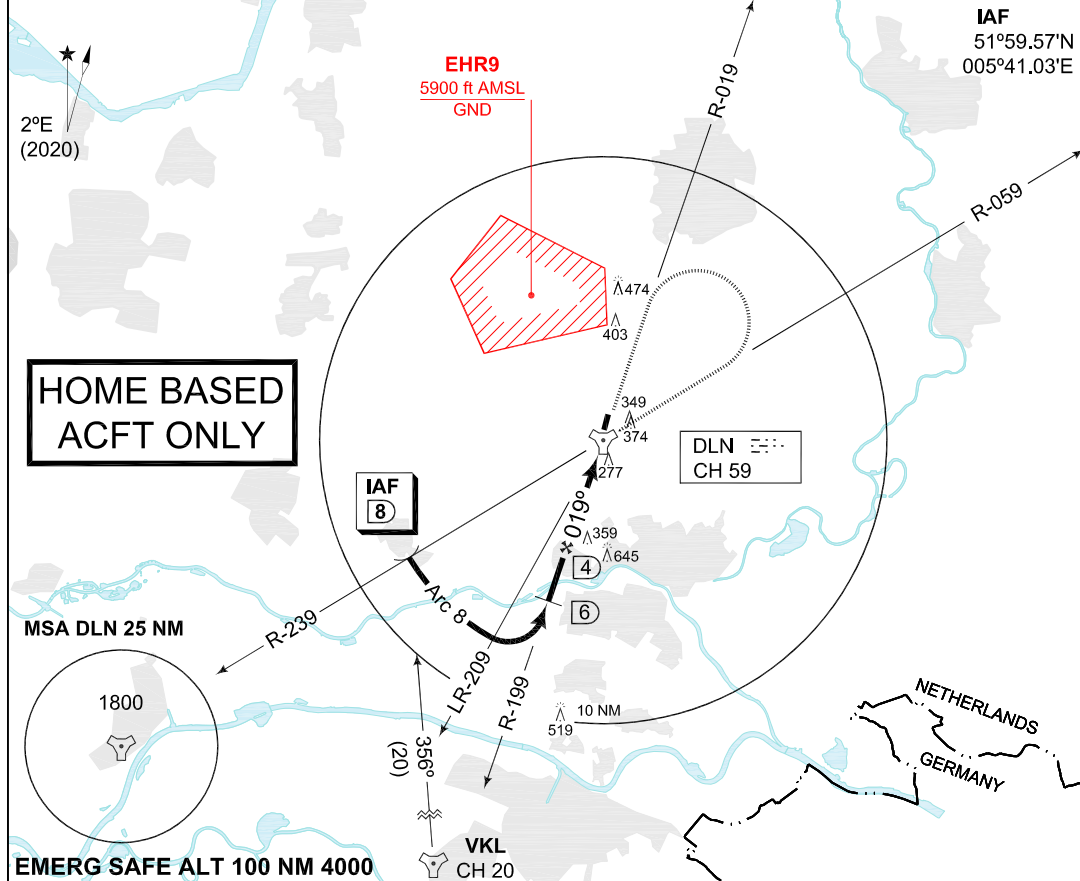 IAF
51º59.57'N
005º41.03'E
EHR9
5900 ft AMSL
GND
R-019
2ºE
(2020)
R-059
474
403
HOME BASED
ACFT ONLY
349
374
277
DLN
CH 59
IAF
8
019º
359
645
4
6
Arc 8
MSA DLN 25 NM
R-239
LR-209
R-199
1800
10 NM
519
356º
(20)
NETHERLANDS
GERMANY
VKL
CH 20
EMERG SAFE ALT 100 NM 4000